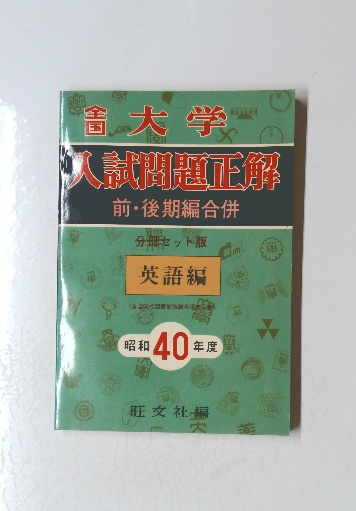 全国 大学
入試問題正解
前・後期編合併
分冊セット版
英語編
昭和40年度
旺文社編